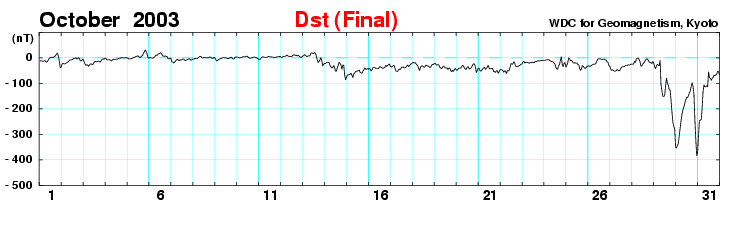 October 2003 Dst (Final) WDC for Geomagnetism, Kyoto
(nT)
0
- 100
- 200
- 300
- 400
- 500
1 6 11 16 21 26 31